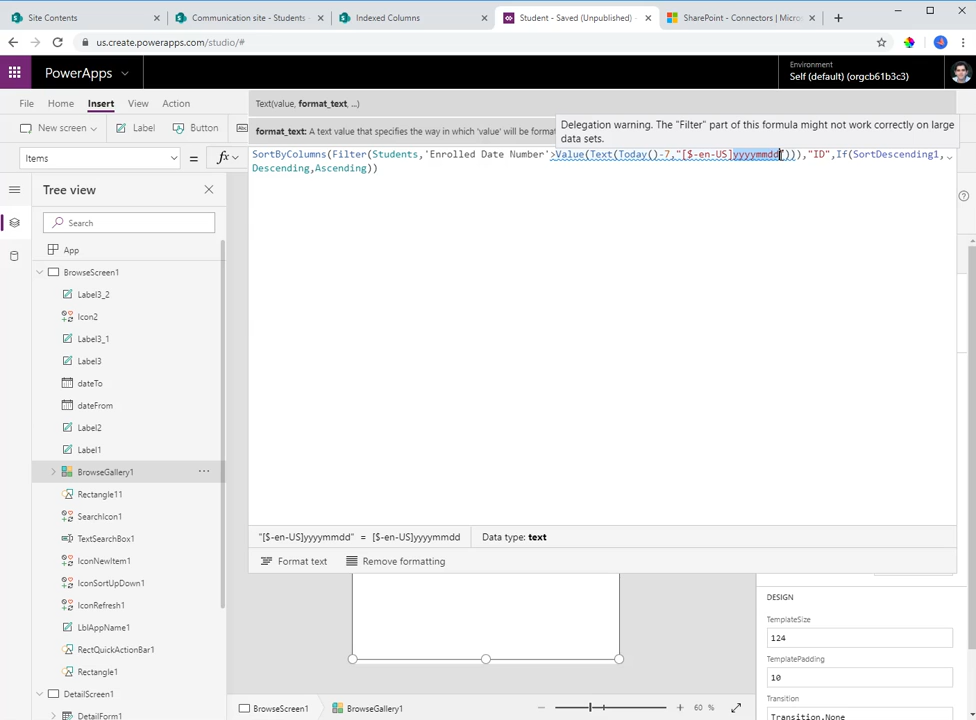 Site Contents
Communication site - Students
Indexed Columns
Student - Saved (Unpublished) -
SharePoint - Connectors | Micro
us.create.powerapps.com/studio/#
PowerApps
Environment
Self (default) (orgcb61b3c3)
File Home Insert View Action
Text(value, format_text, ...)
New screen Label Button
format_text: A text value that specifies the way in which 'value' will be format
Delegation warning. The "Filter" part of this formula might not work correctly on large
data sets.
Items = fx
SortByColumns(Filter(Students,'Enrolled Date Number'>Value(Text(Today()-7,"[$-en-US]yyyymmdd"))),"ID",If(SortDescending1,
Descending,Ascending))
Tree view
Search
App
BrowseScreen1
Label3_2
Icon2
Label3_1
Label3
dateTo
dateFrom
Label2
Label1
BrowseGallery1 ...
Rectangle11
SearchIcon1
TextSearchBox1
IconNewItem1
IconSortUpDown1
IconRefresh1
LblAppName1
RectQuickActionBar1
Rectangle1
DetailScreen1
DetailForm1
"[$-en-US]yyyymmdd" = [$-en-US]yyyymmdd Data type: text
Format text Remove formatting
DESIGN
TemplateSize
124
TemplatePadding
10
Transition
Transition.None
BrowseScreen1 BrowseGallery1 60 %